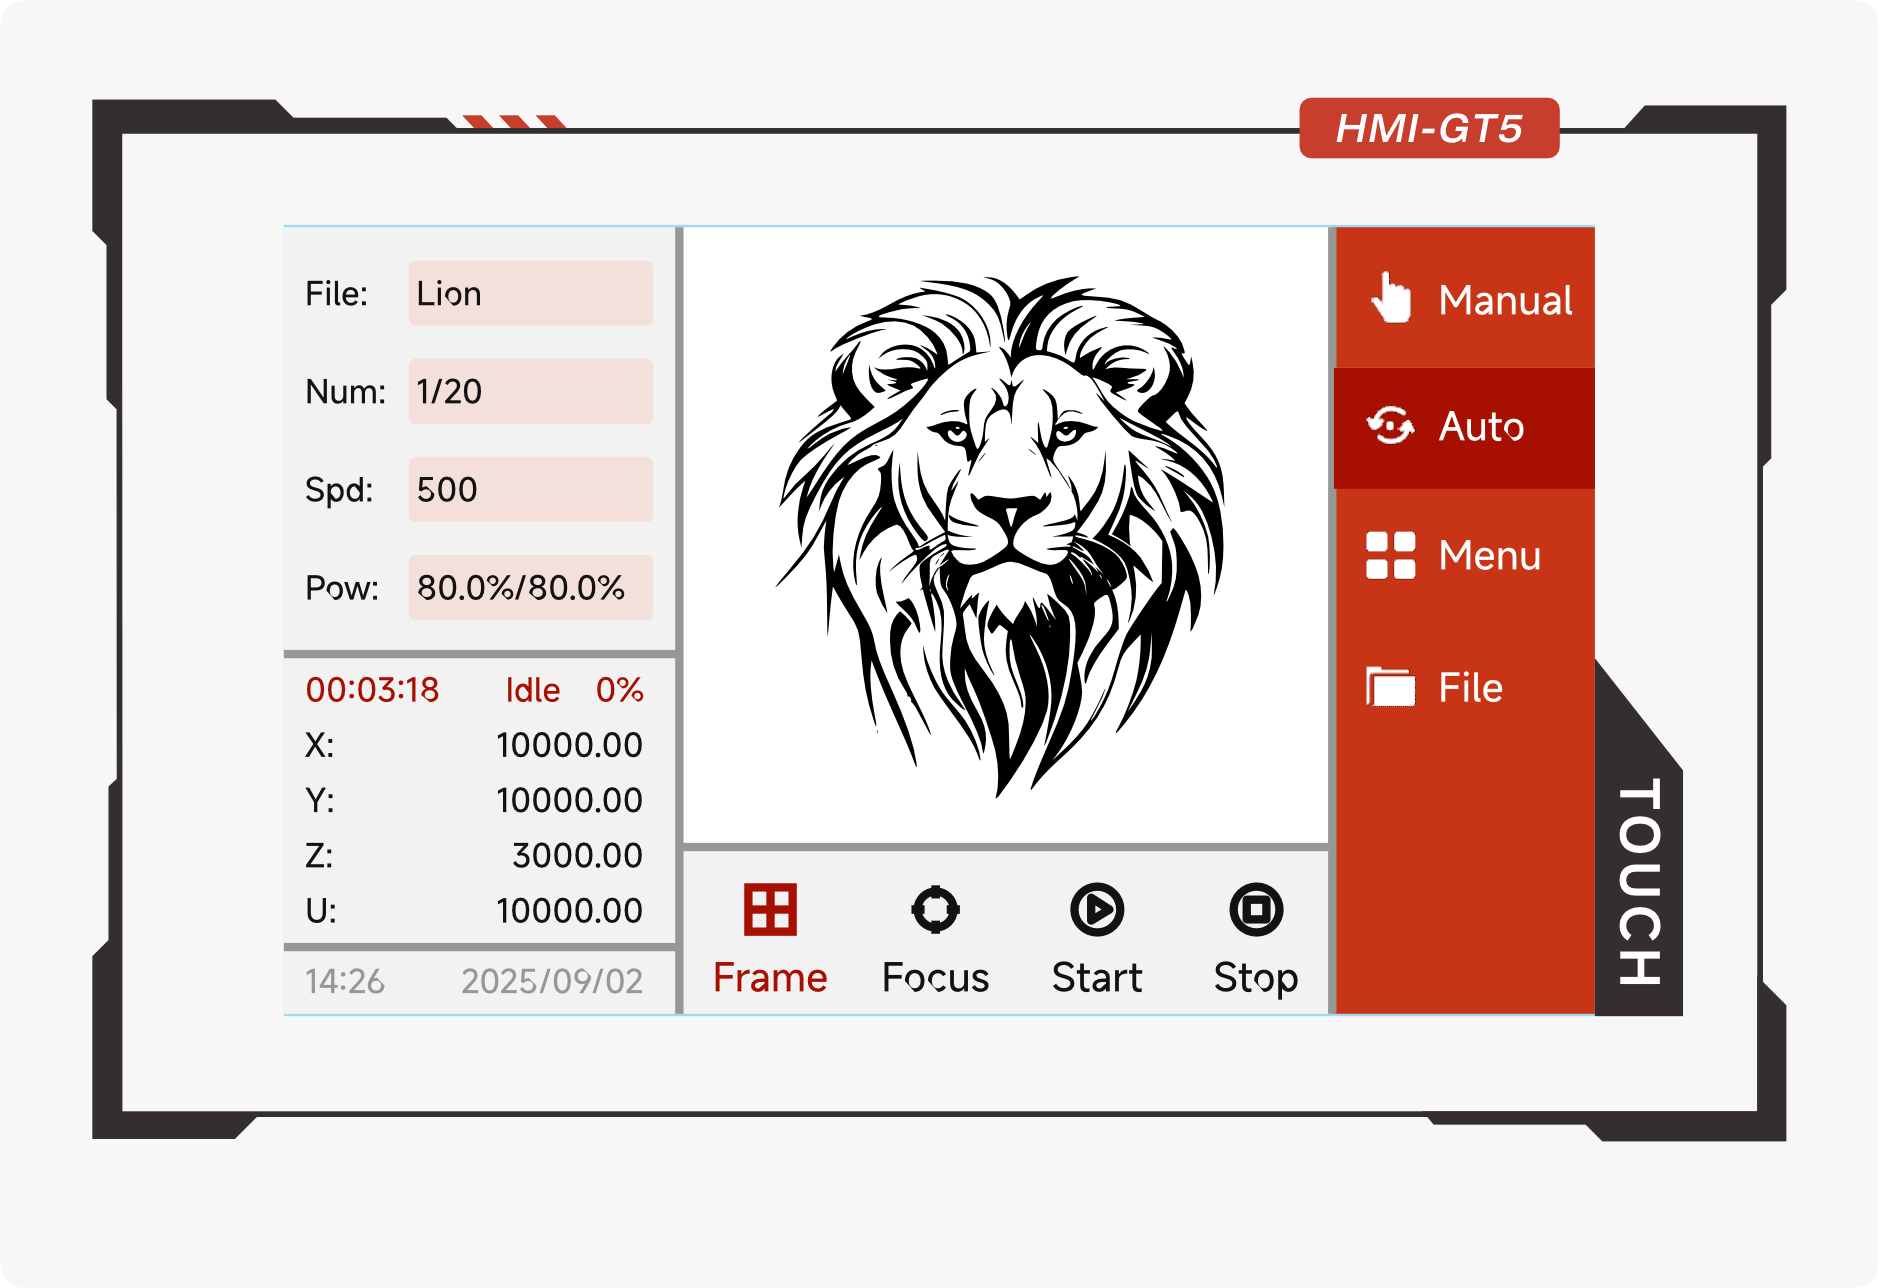 HMI-GT5
File: Lion
Num: 1/20
Spd: 500
Pow: 80.0%/80.0%
00:03:18 Idle 0%
X: 10000.00
Y: 10000.00
Z: 3000.00
U: 10000.00
14:26 2025/09/02
Frame Focus Start Stop
Manual
Auto
Menu
File
TOUCH